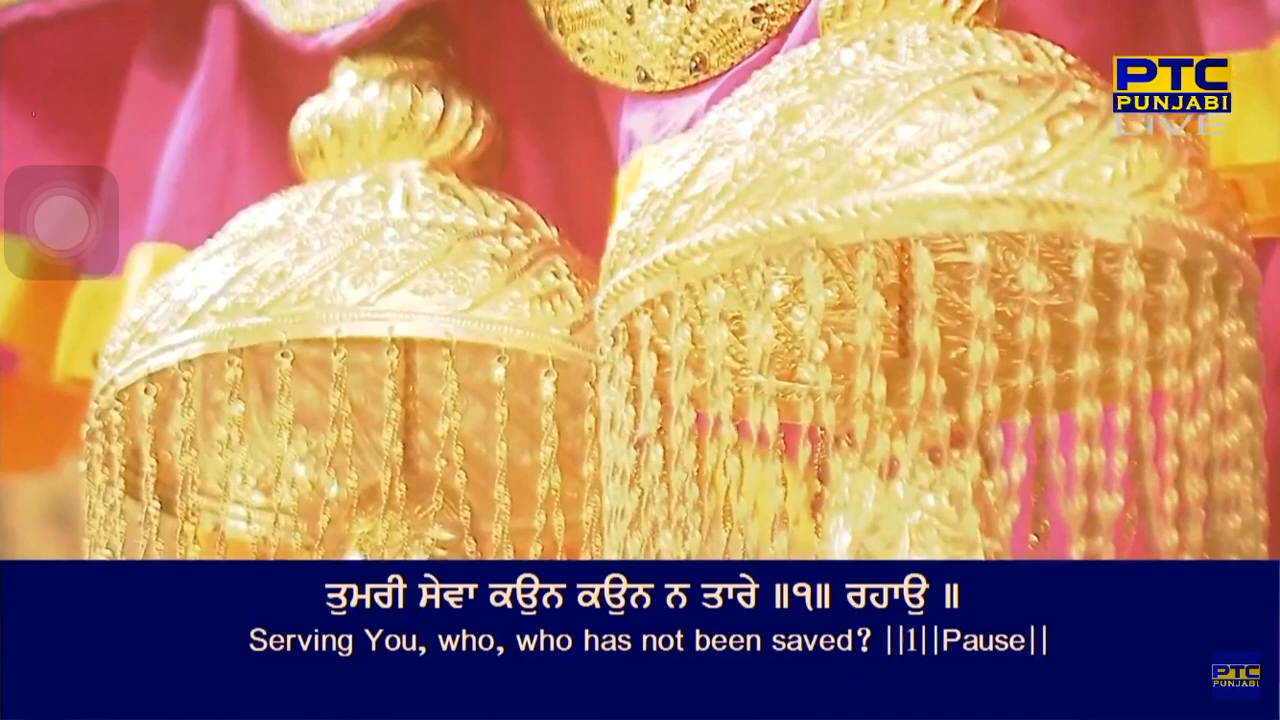 PTC
PUNJABI
LIVE
ਤੁਮਰੀ ਸੇਵਾ ਕਉਨ ਕਉਨ ਨ ਤਾਰੇ ॥੧॥ ਰਹਾਉ ॥
Serving You, who, who has not been saved? ||1||Pause||
PTC
PUNJABI